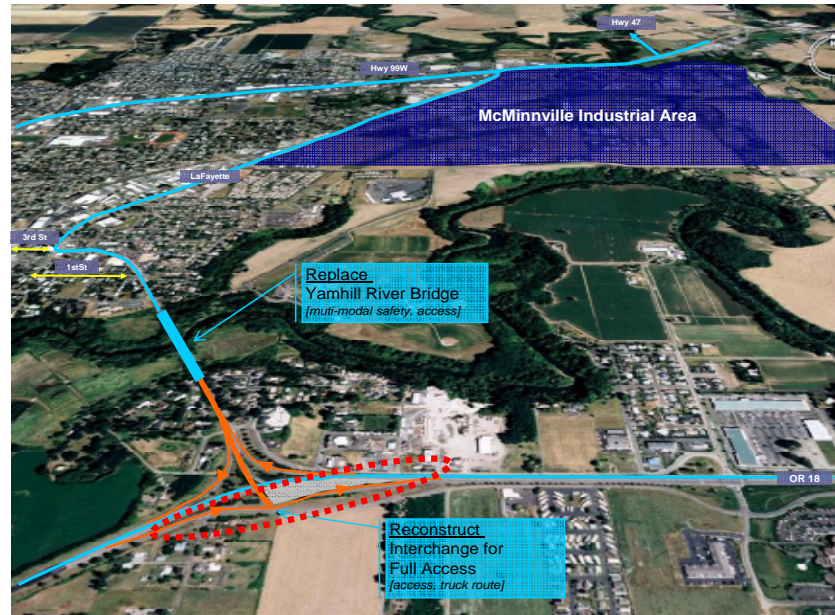 Hwy 47
Hwy 99W
McMinnville Industrial Area
LaFayette
3rd St
1stSt
Replace
Yamhill River Bridge
[muti-modal safety, access]
OR 18
Reconstruct
Interchange for
Full Access
[access, truck route]